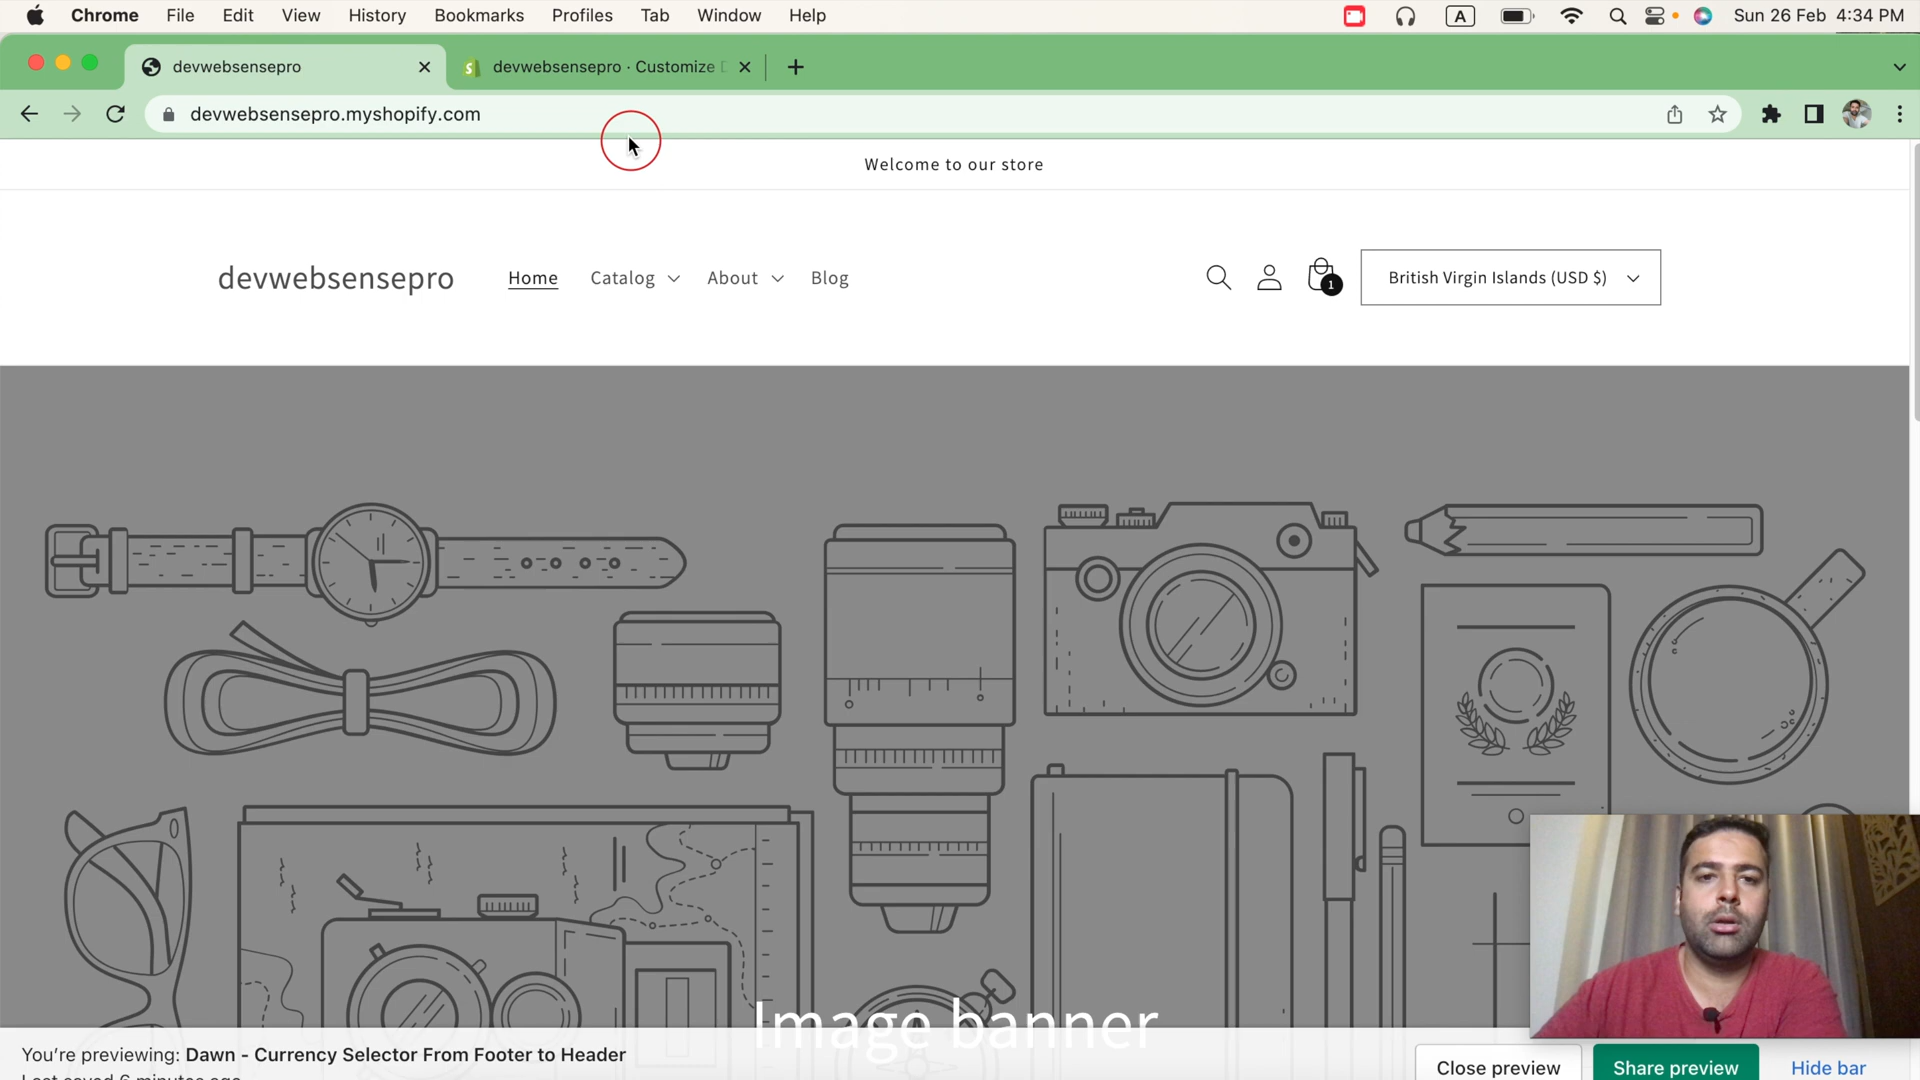 Chrome File Edit View History Bookmarks Profiles Tab Window Help A Sun 26 Feb 4:34 PM
devwebsensepro devwebsensepro · Customize
devwebsensepro.myshopify.com
Welcome to our store
devwebsensepro Home Catalog About Blog 1 British Virgin Islands (USD $)
Image banner
You're previewing: Dawn - Currency Selector From Footer to Header
Last saved 6 minutes ago
Close preview Share preview Hide bar